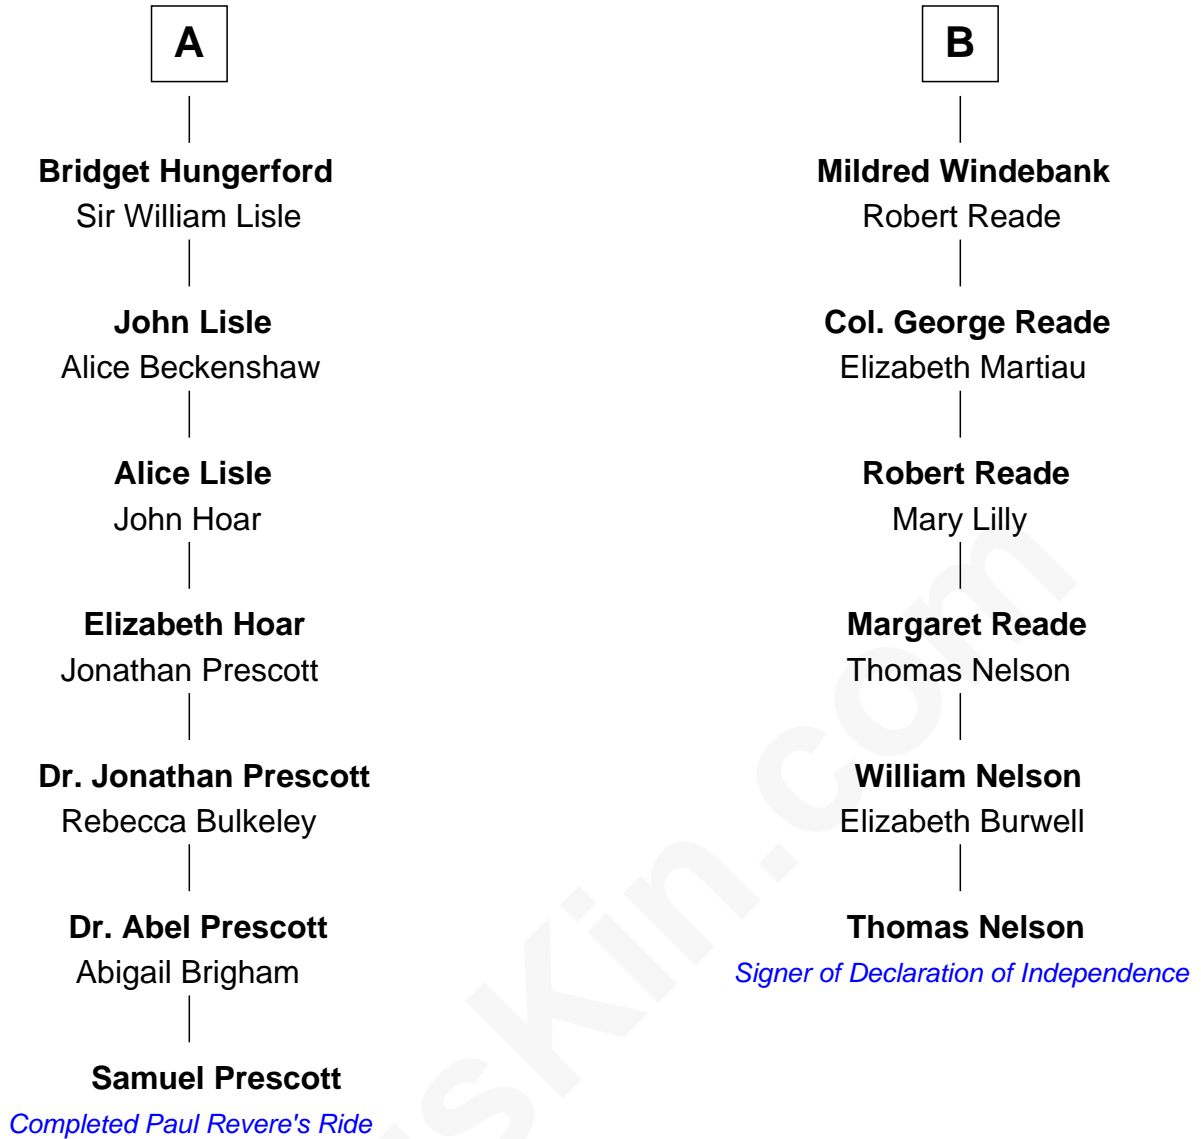 A
Bridget Hungerford
Sir William Lisle
John Lisle
Alice Beckenshaw
Alice Lisle
John Hoar
Elizabeth Hoar
Jonathan Prescott
Dr. Jonathan Prescott
Rebecca Bulkeley
Dr. Abel Prescott
Abigail Brigham
Samuel Prescott
Completed Paul Revere's Ride
B
Mildred Windebank
Robert Reade
Col. George Reade
Elizabeth Martiau
Robert Reade
Mary Lilly
Margaret Reade
Thomas Nelson
William Nelson
Elizabeth Burwell
Thomas Nelson
Signer of Declaration of Independence